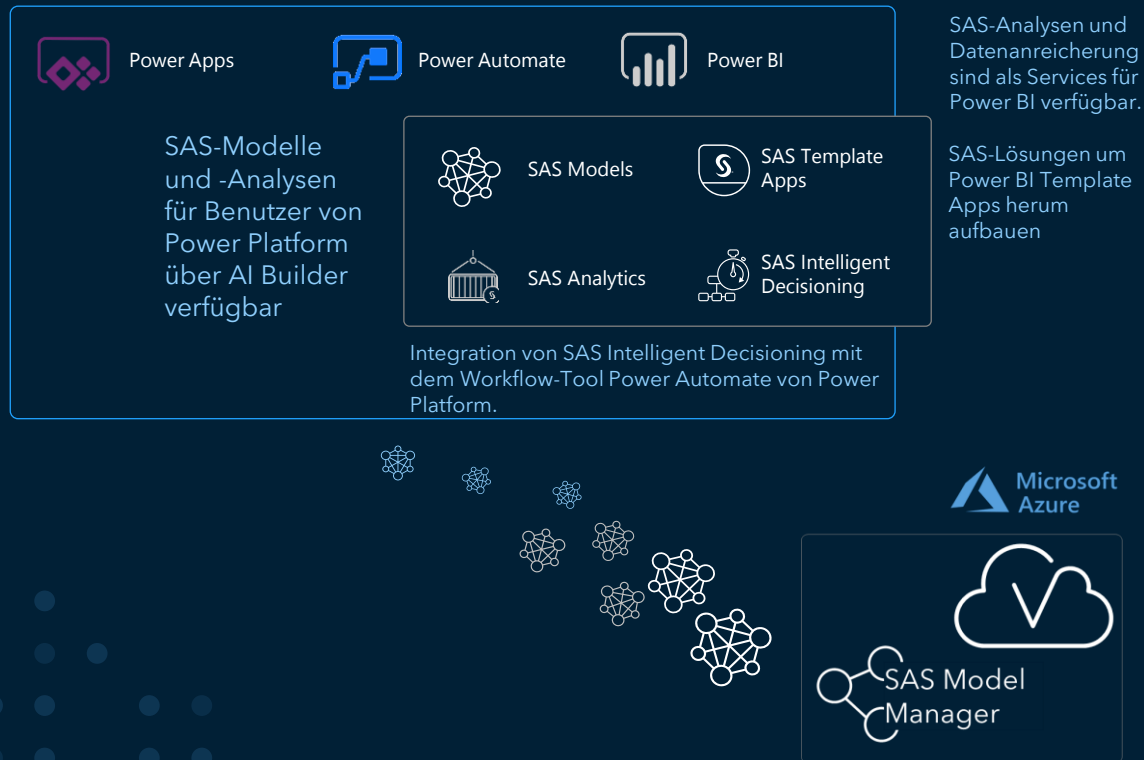 Power Apps
Power Automate
Power BI
SAS-Modelle
und -Analysen
für Benutzer von
Power Platform
über AI Builder
verfügbar
SAS Models
SAS Template
Apps
SAS Analytics
SAS Intelligent
Decisioning
Integration von SAS Intelligent Decisioning mit
dem Workflow-Tool Power Automate von Power
Platform.
SAS-Analysen und
Datenanreicherung
sind als Services für
Power BI verfügbar.
SAS-Lösungen um
Power BI Template
Apps herum
aufbauen
Microsoft
Azure
SAS Model
Manager